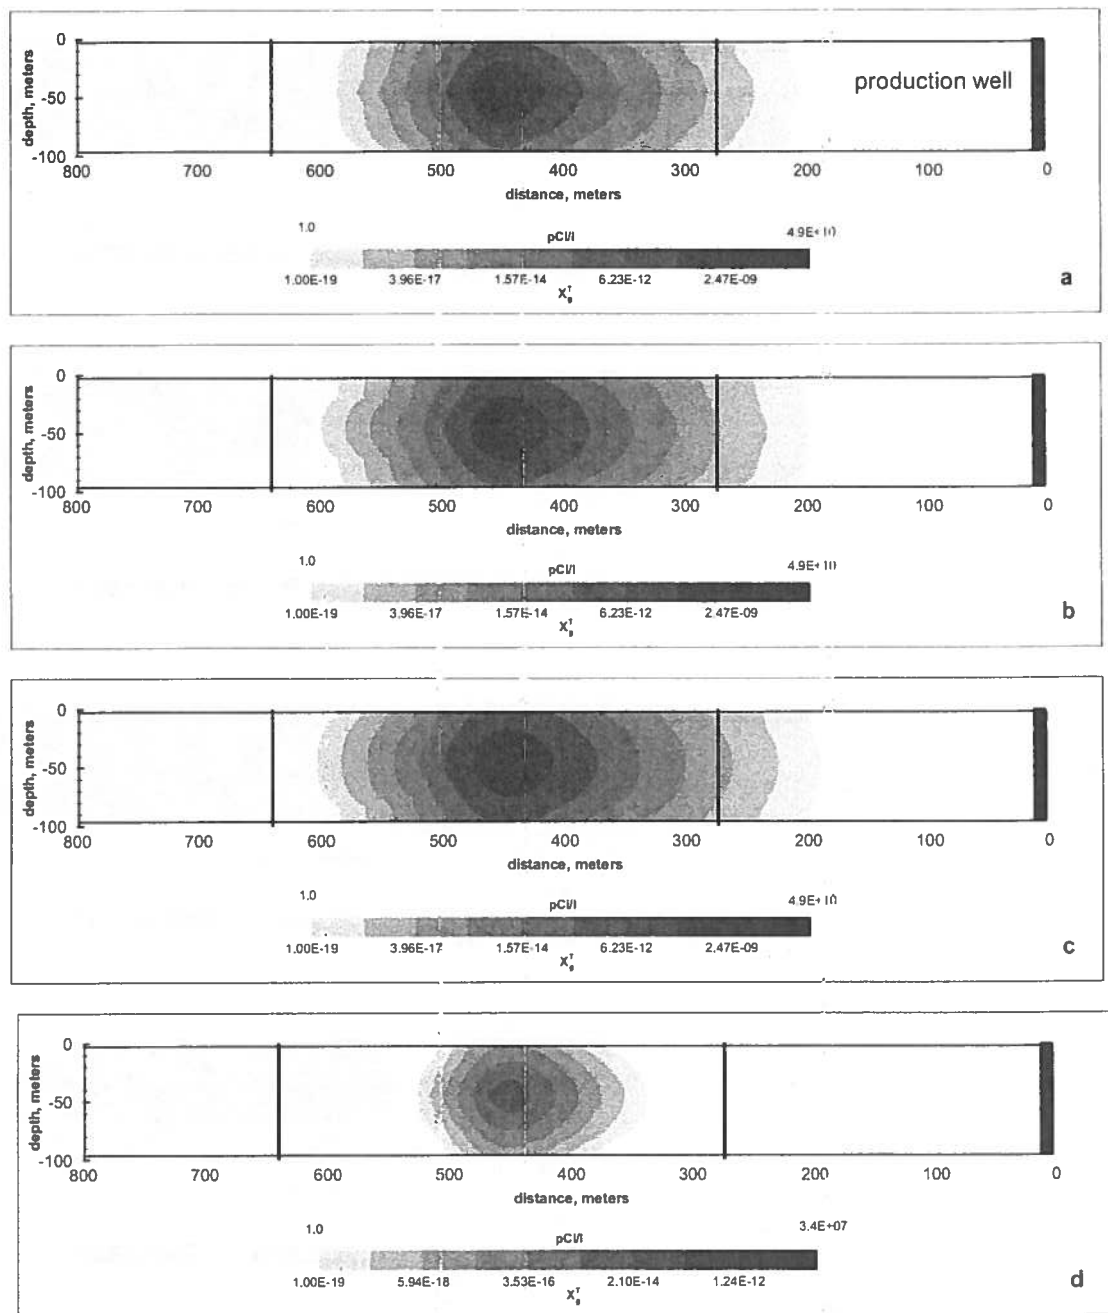 0
-50
-100
depth, meters
production well
800 700 600 500 400 300 200 100 0
distance, meters
1.0 pCi/l 4.9E+10
1.00E-19 3.96E-17 1.57E-14 6.23E-12 2.47E-09
a
0
-50
-100
depth, meters
800 700 600 500 400 300 200 100 0
distance, meters
1.0 pCi/l 4.9E+10
1.00E-19 3.96E-17 1.57E-14 6.23E-12 2.47E-09
b
0
-50
-100
depth, meters
800 700 600 500 400 300 200 100 0
distance, meters
1.0 pCi/l 4.9E+10
1.00E-19 3.96E-17 1.57E-14 6.23E-12 2.47E-09
c
0
-50
-100
depth, meters
800 700 600 500 400 300 200 100 0
distance, meters
1.0 pCi/l 3.4E+07
1.00E-19 5.94E-18 3.53E-16 2.10E-14 1.24E-12
d